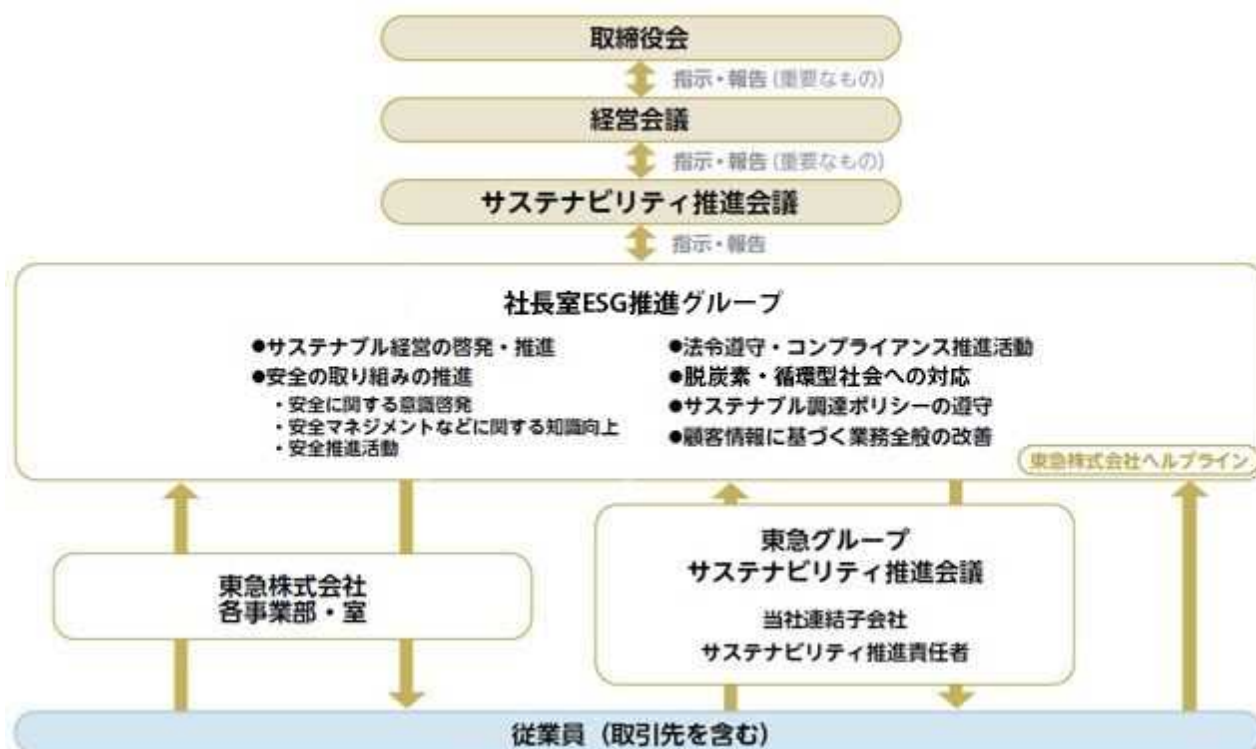 取締役会
指示・報告(重要なもの)
経営会議
指示・報告(重要なもの)
サステナビリティ推進会議
指示・報告
社長室ESG推進グループ
●サステナブル経営の啓発・推進
●安全の取り組みの推進
・安全に関する意識啓発
・安全マネジメントなどに関する知識向上
・安全推進活動
●法令遵守・コンプライアンス推進活動
●脱炭素・循環型社会への対応
●サステナブル調達ポリシーの遵守
●顧客情報に基づく業務全般の改善
東急株式会社ヘルプライン
東急株式会社
各事業部・室
東急グループ
サステナビリティ推進会議
当社連結子会社
サステナビリティ推進責任者
従業員(取引先を含む)